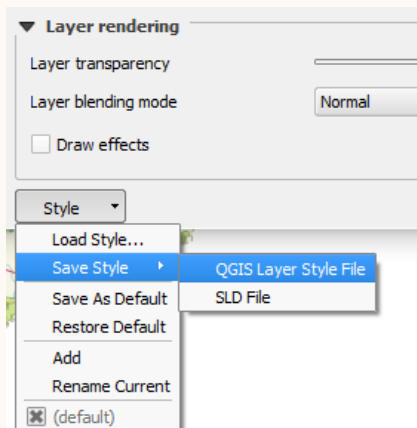 Layer rendering
Layer transparency
Layer blending mode
Normal
Draw effects
Style
Load Style...
Save Style
QGIS Layer Style File
Save As Default
SLD File
Restore Default
Add
Rename Current
(default)